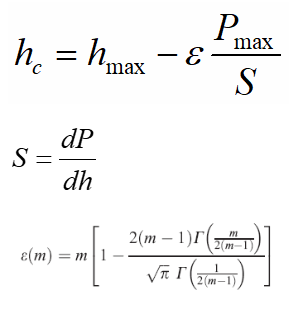 h_c = h_max − ε P_max / S
S = dP / dh
ε(m) = m [1 − 2(m − 1)Γ(m / 2(m−1)) / √π Γ(1 / 2(m−1))]